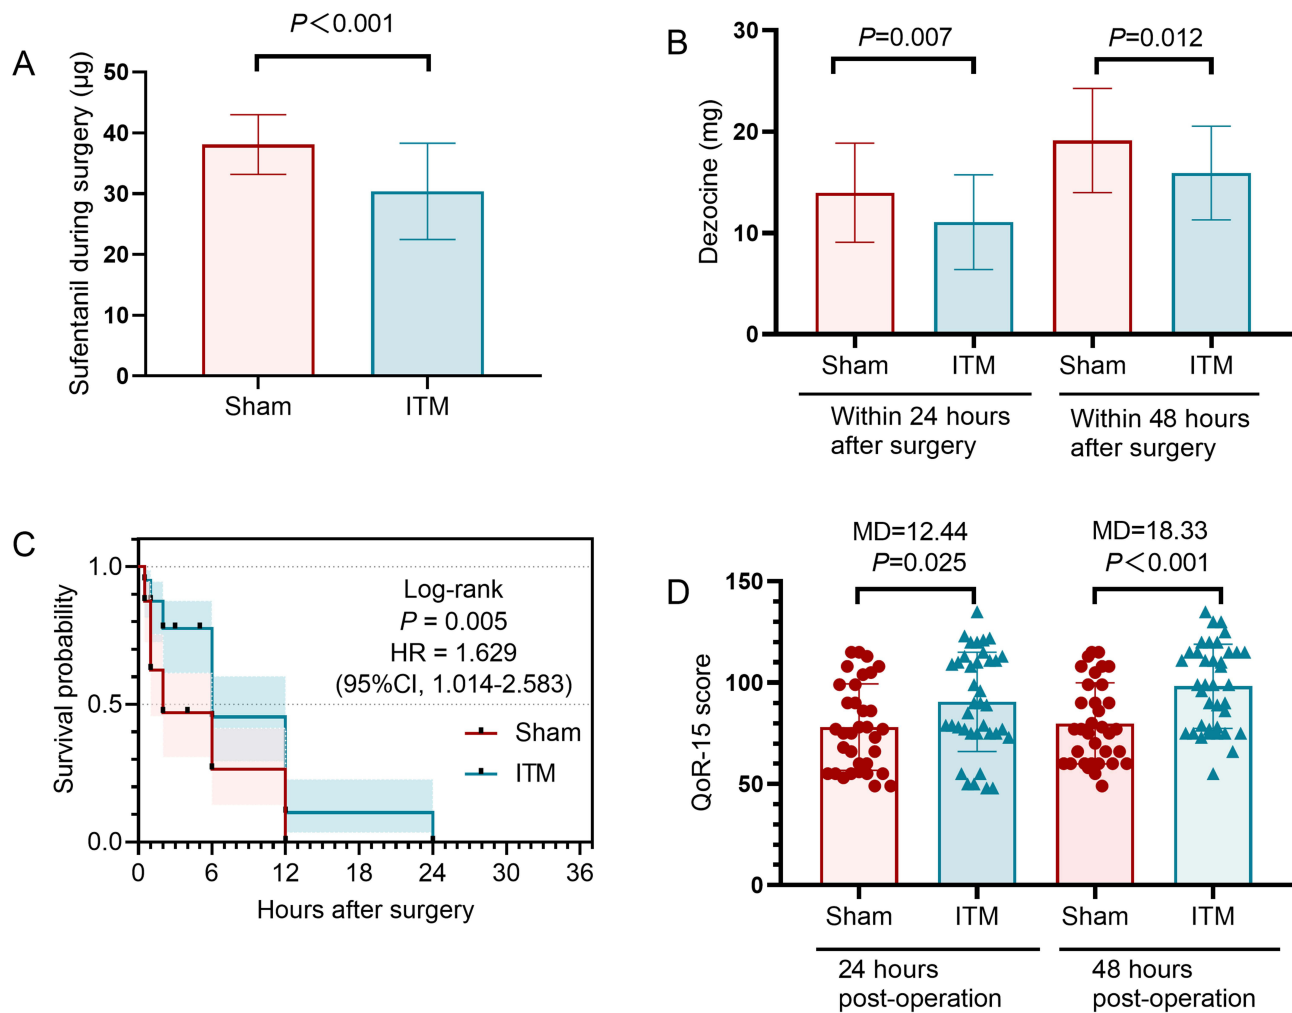 A
P<0.001
Sufentanil during surgery (μg)
50
40
30
20
10
0
Sham
ITM
B
P=0.007
P=0.012
Dezocine (mg)
30
20
10
0
Sham
ITM
Sham
ITM
Within 24 hours
after surgery
Within 48 hours
after surgery
C
Survival probability
1.0
0.5
0.0
Log-rank
P = 0.005
HR = 1.629
(95%CI, 1.014-2.583)
Sham
ITM
0
6
12
18
24
30
36
Hours after surgery
D
MD=12.44
P=0.025
MD=18.33
P<0.001
QoR-15 score
150
100
50
0
Sham
ITM
Sham
ITM
24 hours
post-operation
48 hours
post-operation